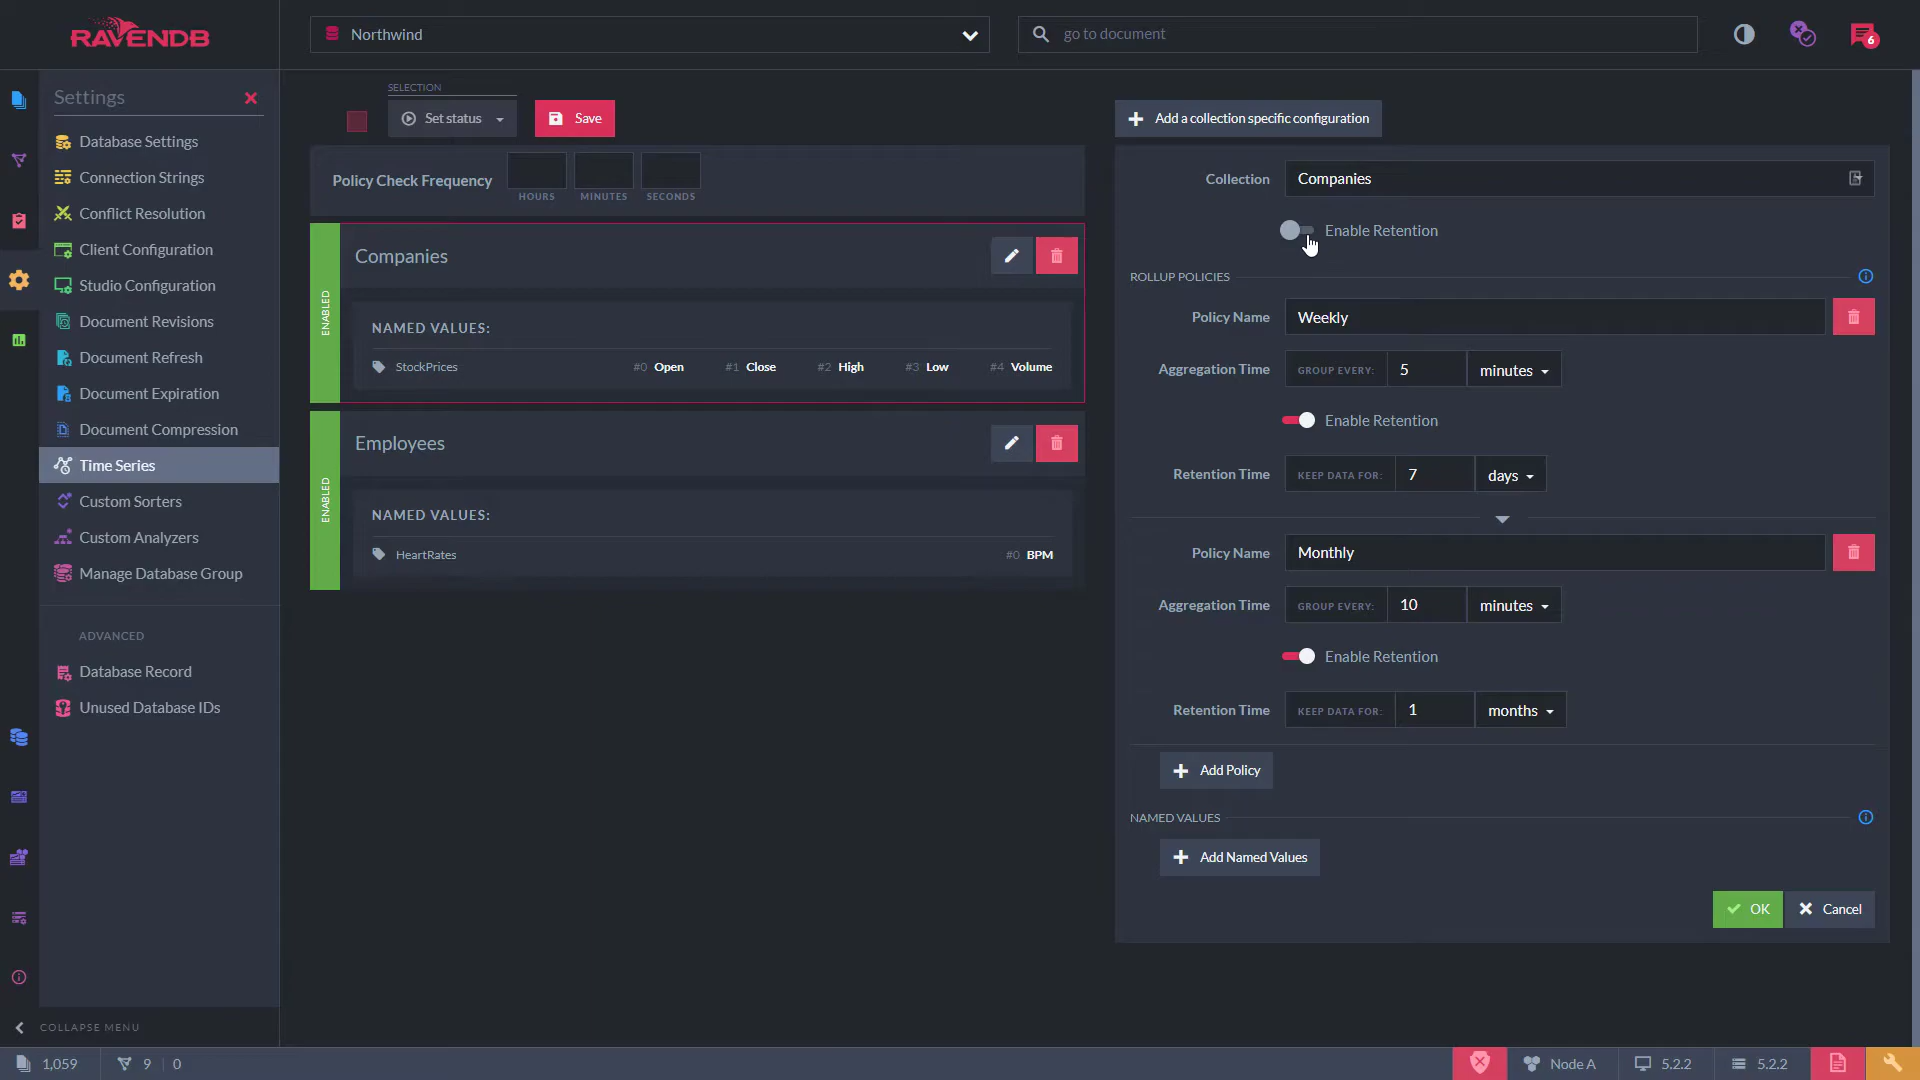 RAVENDB
Northwind
go to document
6
Settings
Database Settings
Connection Strings
Conflict Resolution
Client Configuration
Studio Configuration
Document Revisions
Document Refresh
Document Expiration
Document Compression
Time Series
Custom Sorters
Custom Analyzers
Manage Database Group
ADVANCED
Database Record
Unused Database IDs
COLLAPSE MENU
SELECTION
Set status
Save
Policy Check Frequency
HOURS MINUTES SECONDS
ENABLED
Companies
NAMED VALUES:
StockPrices #0 Open #1 Close #2 High #3 Low #4 Volume
ENABLED
Employees
NAMED VALUES:
HeartRates #0 BPM
Add a collection specific configuration
Collection Companies
Enable Retention
ROLLUP POLICIES
Policy Name Weekly
Aggregation Time GROUP EVERY: 5 minutes
Enable Retention
Retention Time KEEP DATA FOR: 7 days
Policy Name Monthly
Aggregation Time GROUP EVERY: 10 minutes
Enable Retention
Retention Time KEEP DATA FOR: 1 months
Add Policy
NAMED VALUES
Add Named Values
OK Cancel
1,059 9 0 Node A 5.2.2 5.2.2